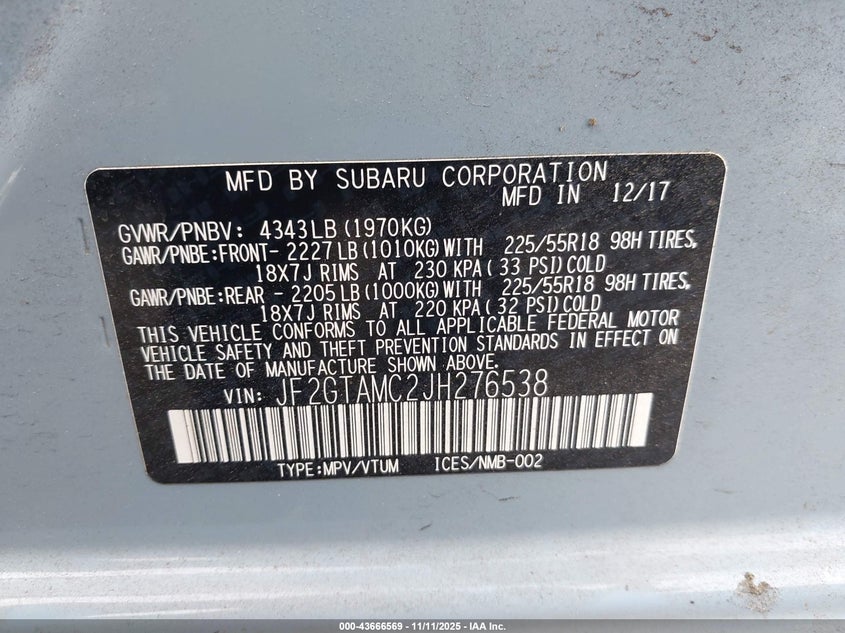 MFD BY SUBARU CORPORATION
MFD IN 12/17
GVWR/PNBV: 4343LB (1970KG)
GAWR/PNBE:FRONT- 2227LB (1010KG) WITH 225/55R18 98H TIRES,
18X7J RIMS AT 230 KPA ( 33 PSI) COLD
GAWR/PNBE:REAR - 2205LB (1000KG) WITH 225/55R18 98H TIRES,
18X7J RIMS AT 220 KPA ( 32 PSI) COLD
THIS VEHICLE CONFORMS TO ALL APPLICABLE FEDERAL MOTOR
VEHICLE SAFETY AND THEFT PREVENTION STANDARDS IN EFFECT ON
THE DATE OF MANUFACTURE SHOWN ABOVE.
VIN: JF2GTAMC2JH276538
TYPE:MPV/VTUM ICES/NMB-002
000-43666569 - 11/11/2025 - IAA Inc.